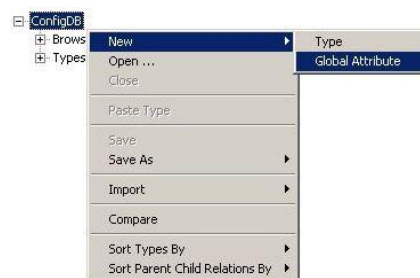 ConfigDB
Brows
Types
New
Open ...
Close
Paste Type
Save
Save As
Import
Compare
Sort Types By
Sort Parent Child Relations By
Type
Global Attribute